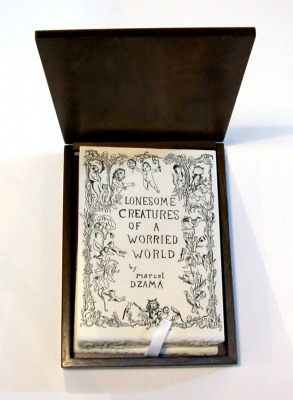 LONESOME
CREATURES
OF A
WORRIED
WORLD
by
MARCEL
DZAMA